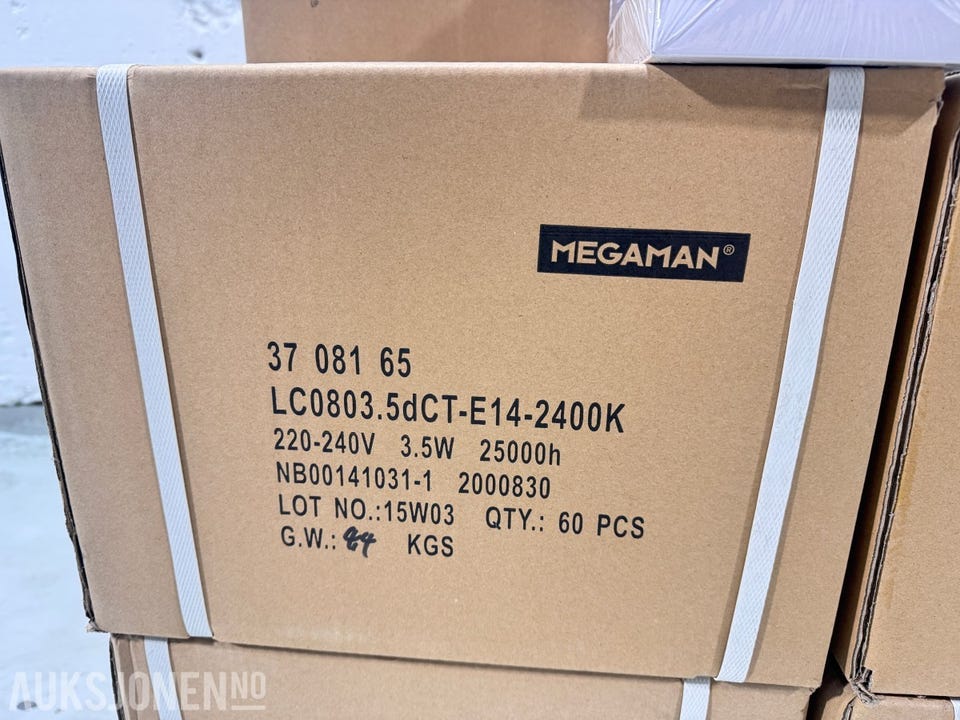 MEGAMAN®
37 081 65
LC0803.5dCT-E14-2400K
220-240V 3.5W 25000h
NB00141031-1 2000830
LOT NO.:15W03 QTY.: 60 PCS
G.W.: KGS
AUKSJONEN NO